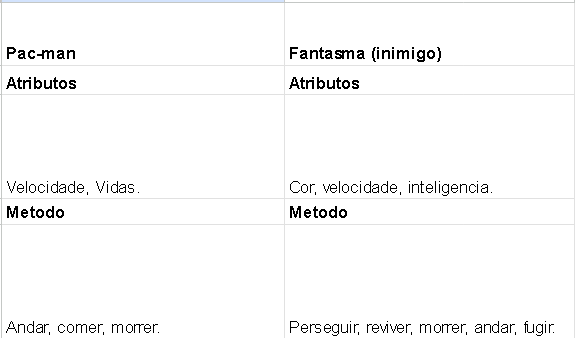 Pac-man
Fantasma (inimigo)
Atributos
Atributos
Velocidade, Vidas.
Cor, velocidade, inteligencia.
Metodo
Metodo
Andar, comer, morrer.
Perseguir, reviver, morrer, andar, fugir.